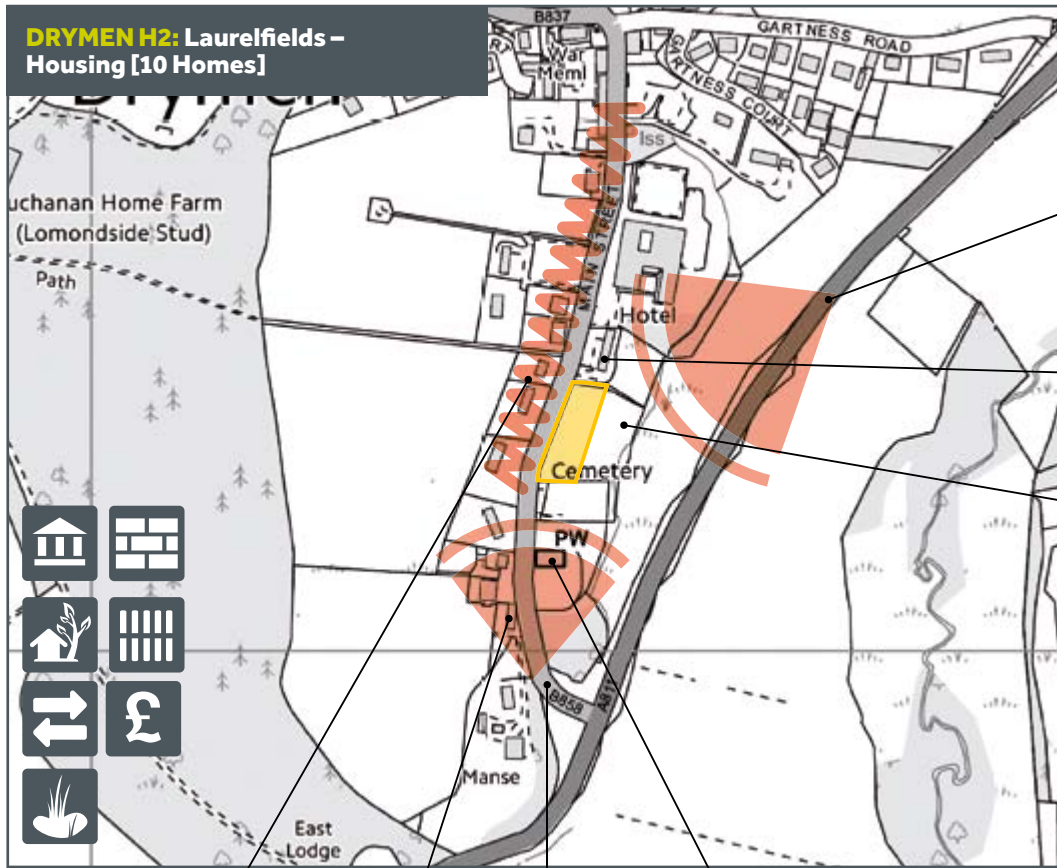 DRYMEN H2: Laurelfields –
Housing [10 Homes]
B837
GARTNESS ROAD
War
Meml
GARTNESS COURT
Iss
uchanan Home Farm
(Lomondside Stud)
Path
MAIN STREET
Hotel
Cemetery
PW
B858
A811
Manse
East
Lodge
£